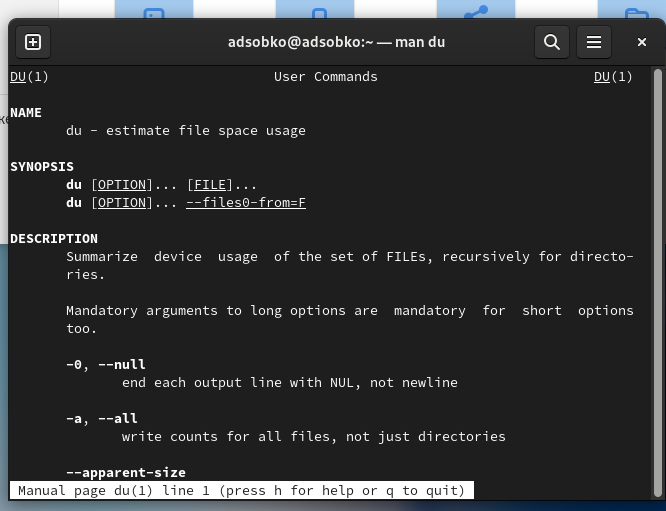 adsobko@adsobko:~ — man du
DU(1) User Commands DU(1)
NAME
du - estimate file space usage
SYNOPSIS
du [OPTION]... [FILE]...
du [OPTION]... --files0-from=F
DESCRIPTION
Summarize device usage of the set of FILEs, recursively for directo-
ries.
Mandatory arguments to long options are mandatory for short options
too.
-0, --null
end each output line with NUL, not newline
-a, --all
write counts for all files, not just directories
--apparent-size
Manual page du(1) line 1 (press h for help or q to quit)